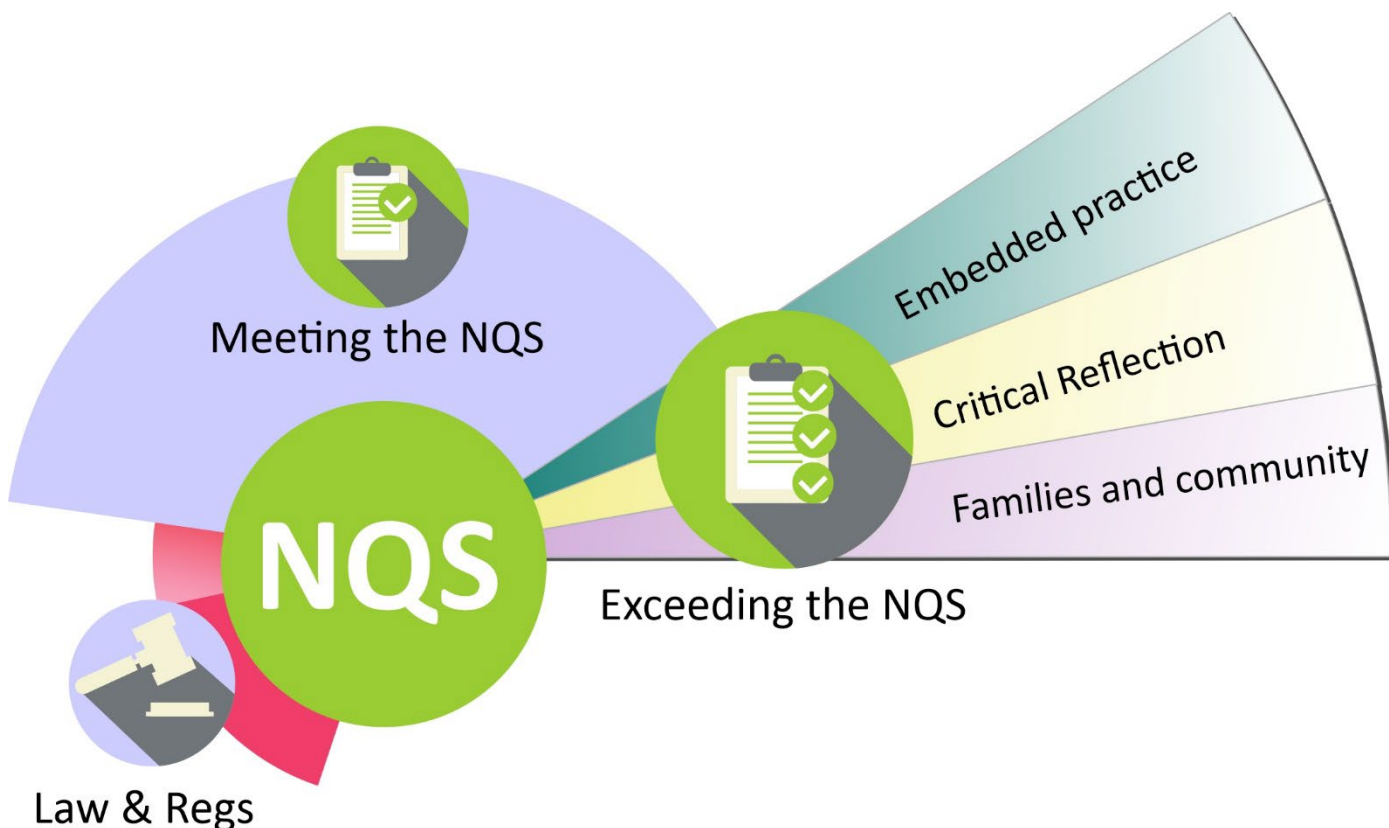 Meeting the NQS
Embedded practice
Critical Reflection
Families and community
NQS
Exceeding the NQS
Law & Regs